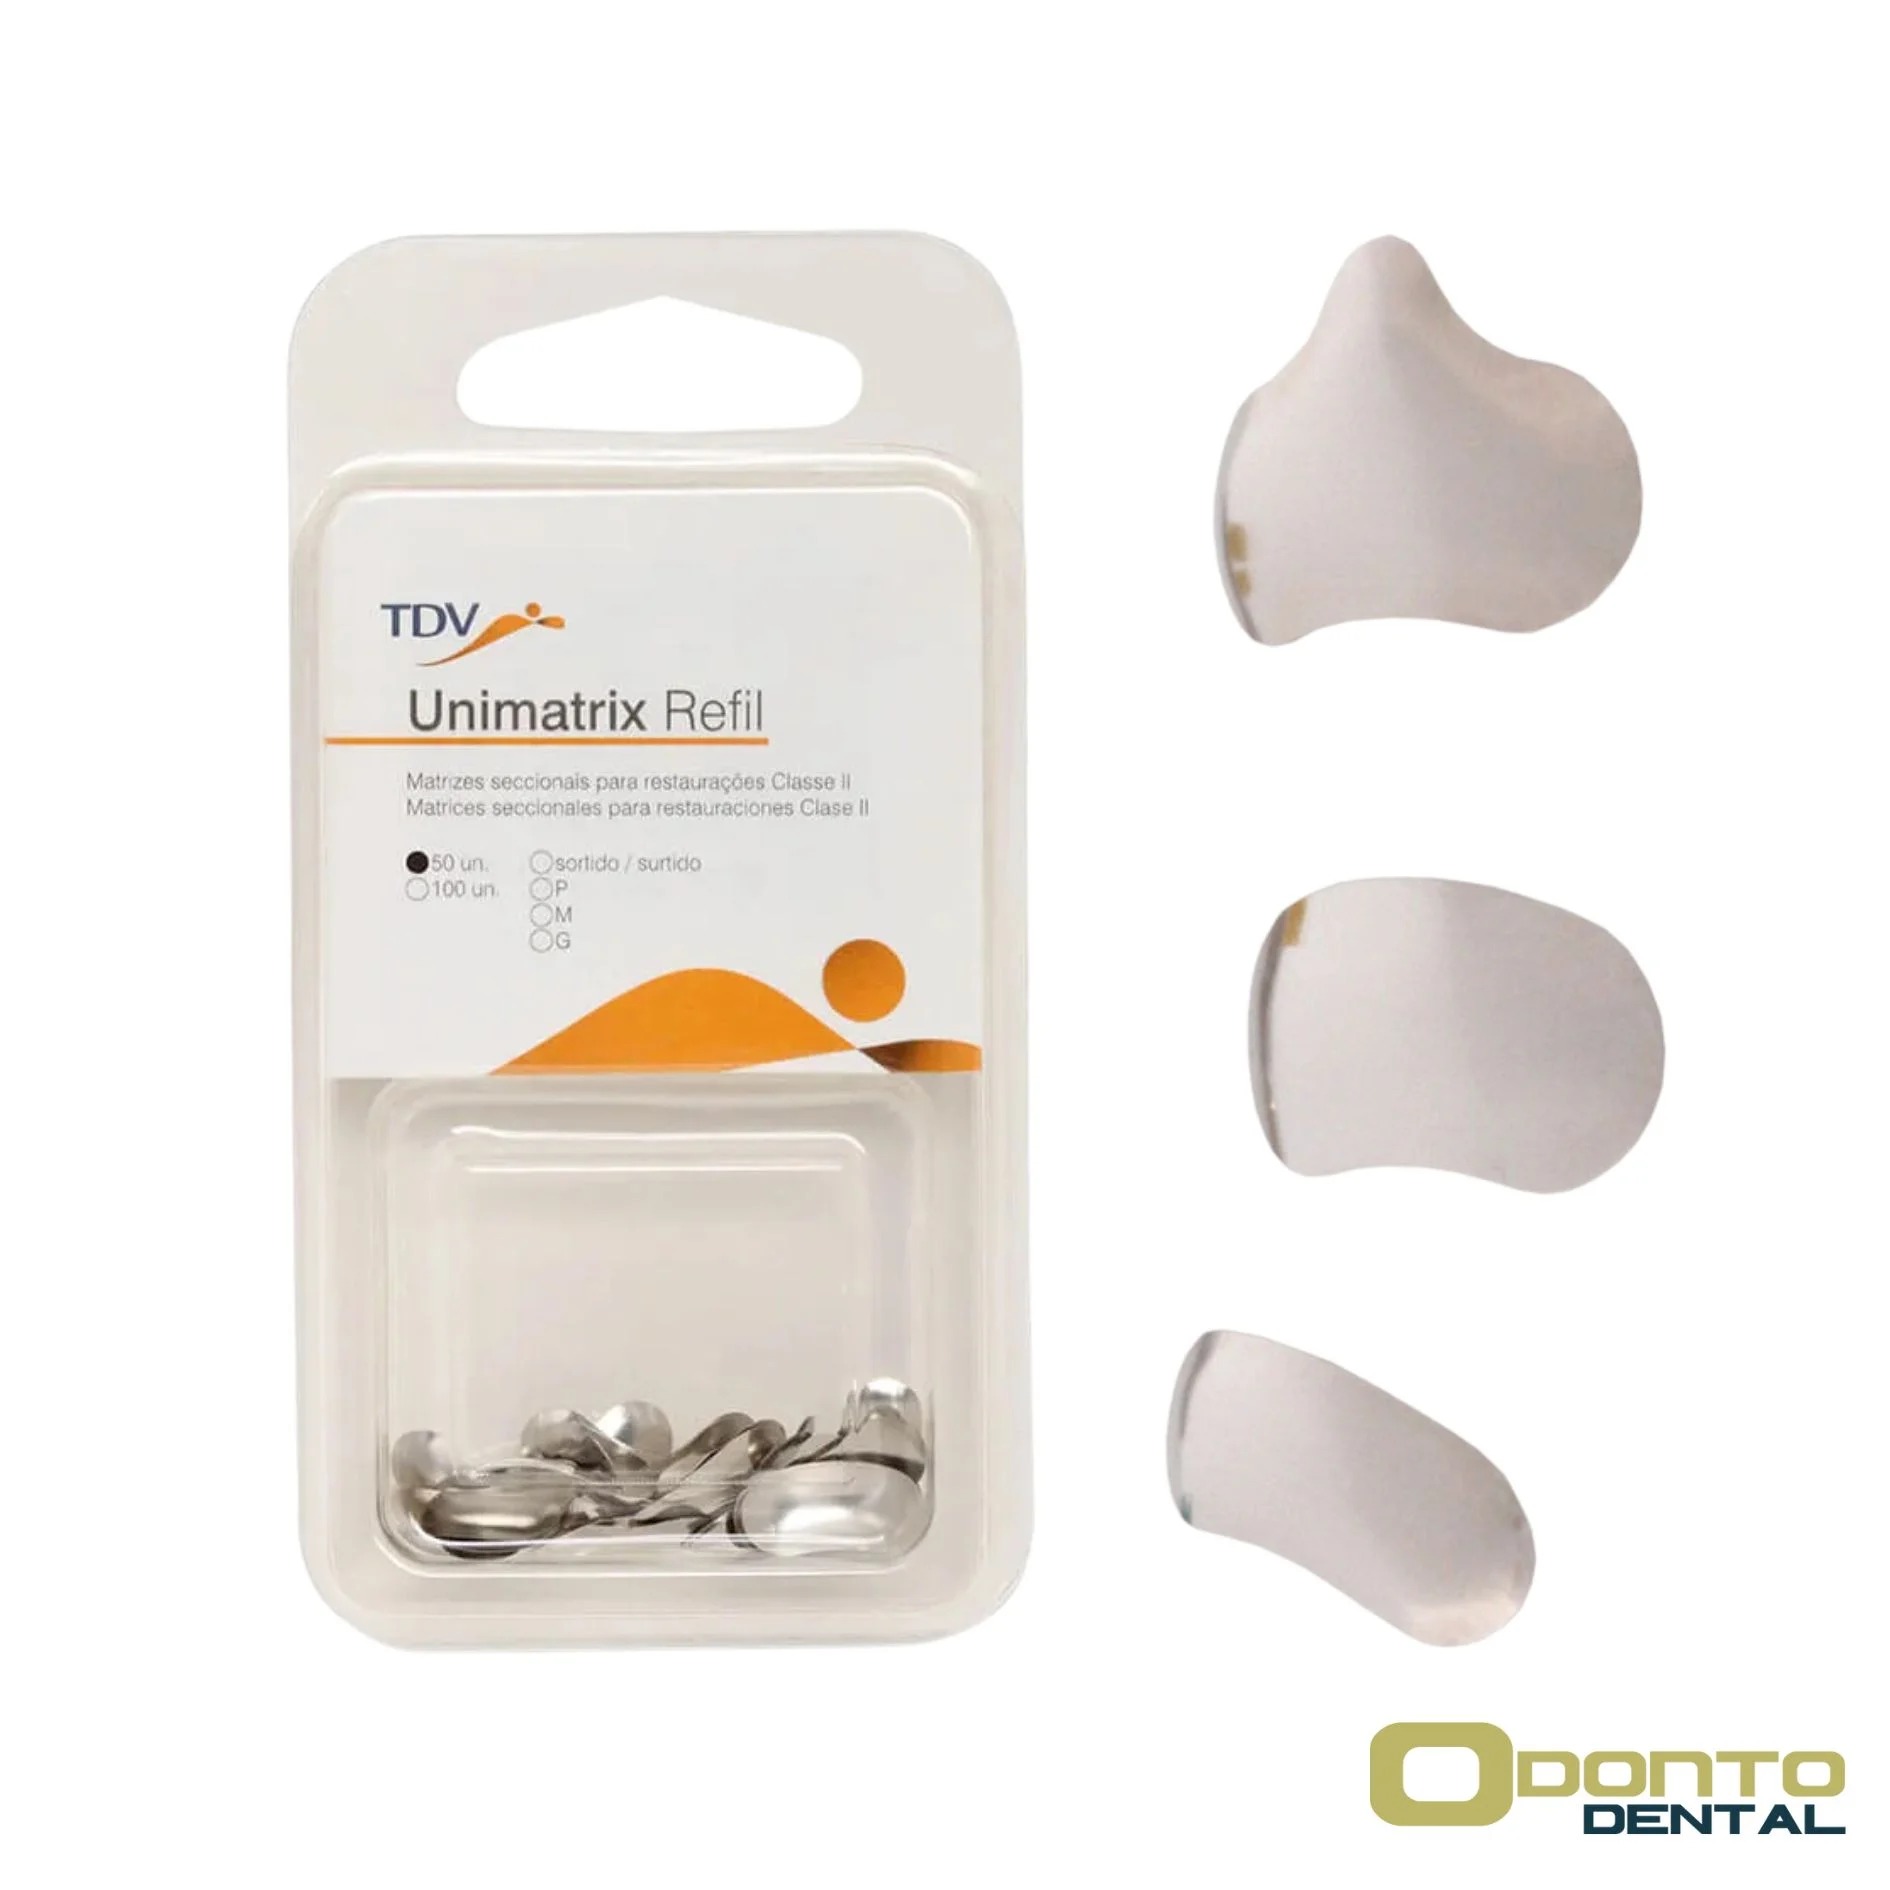 TDV
Unimatrix Refil
Matrizes seccionais para restaurações Classe II
Matrices seccionales para restauraciones Clase II
50 un.
100 un.
sortido / surtido
P
M
G
ODONTO
DENTAL